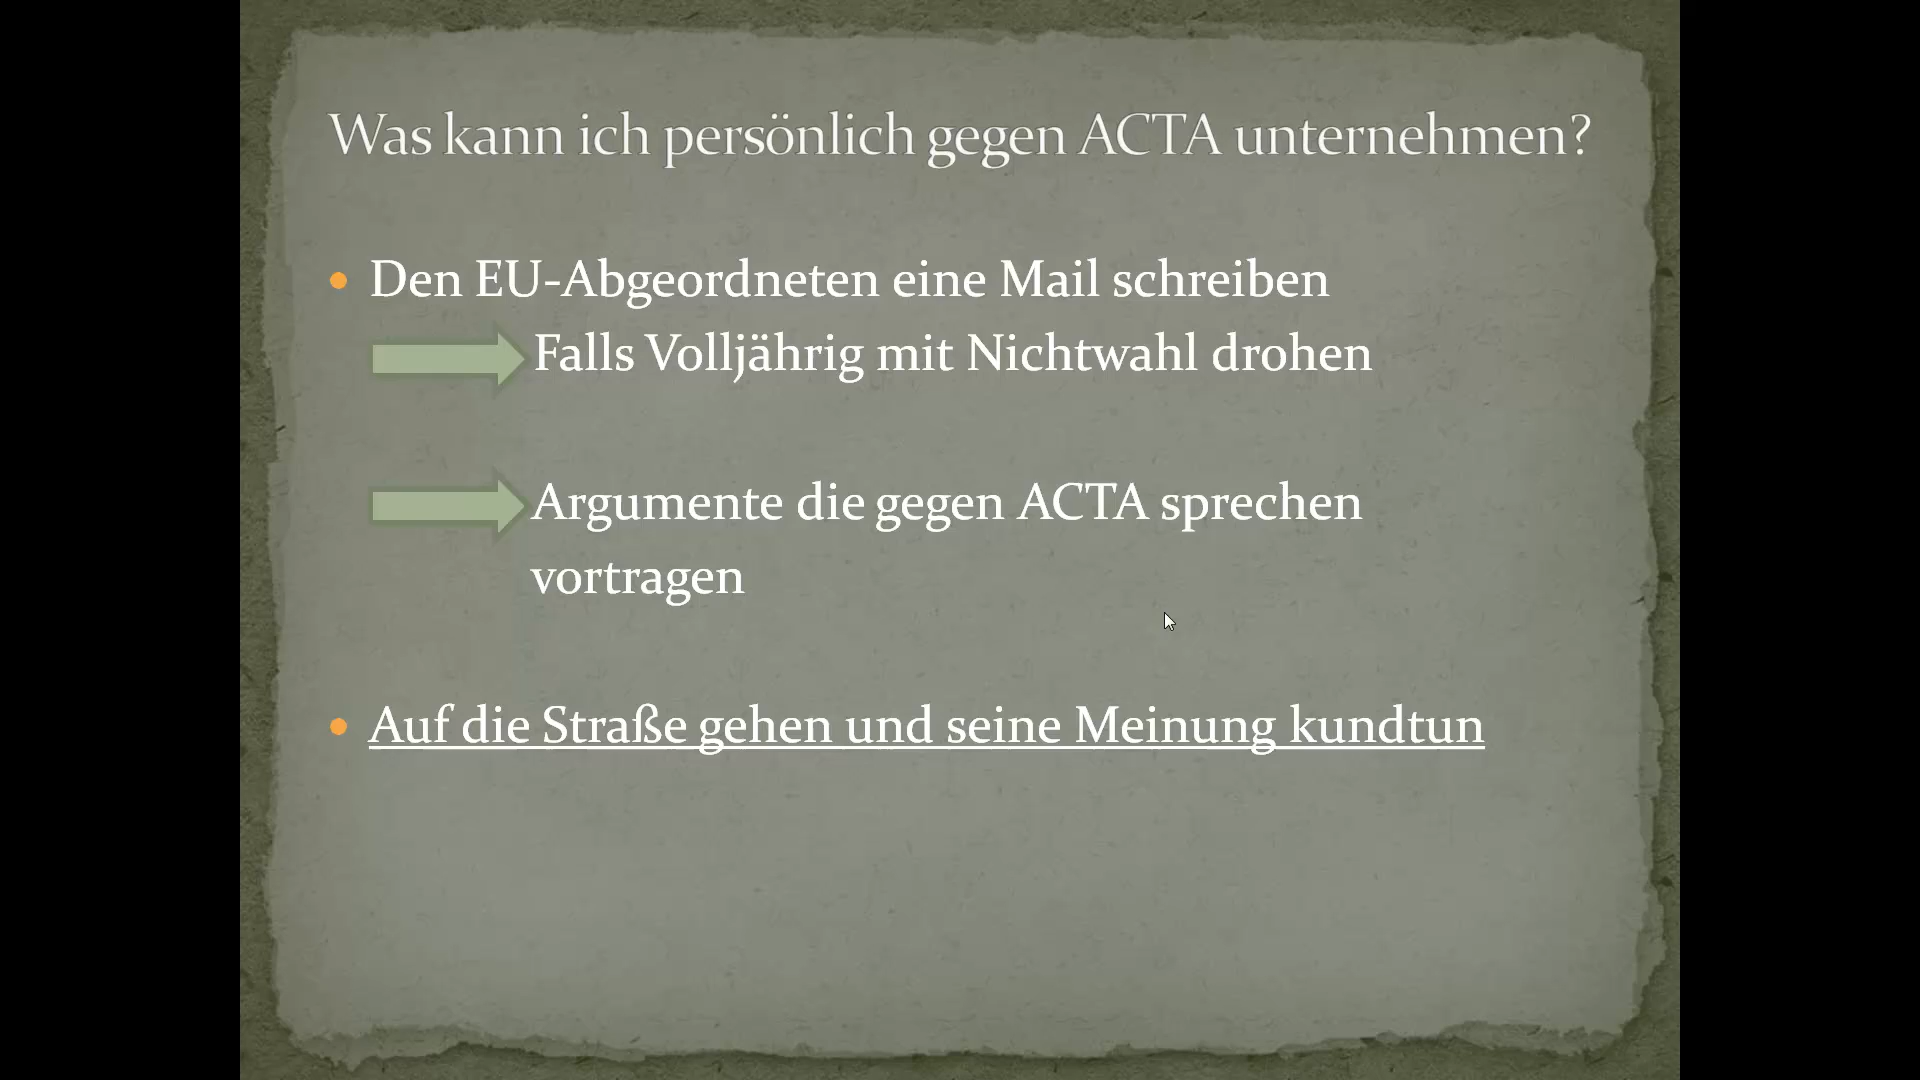 Was kann ich persönlich gegen ACTA unternehmen?
Den EU-Abgeordneten eine Mail schreiben
Falls Volljährig mit Nichtwahl drohen
Argumente die gegen ACTA sprechen
vortragen
Auf die Straße gehen und seine Meinung kundtun